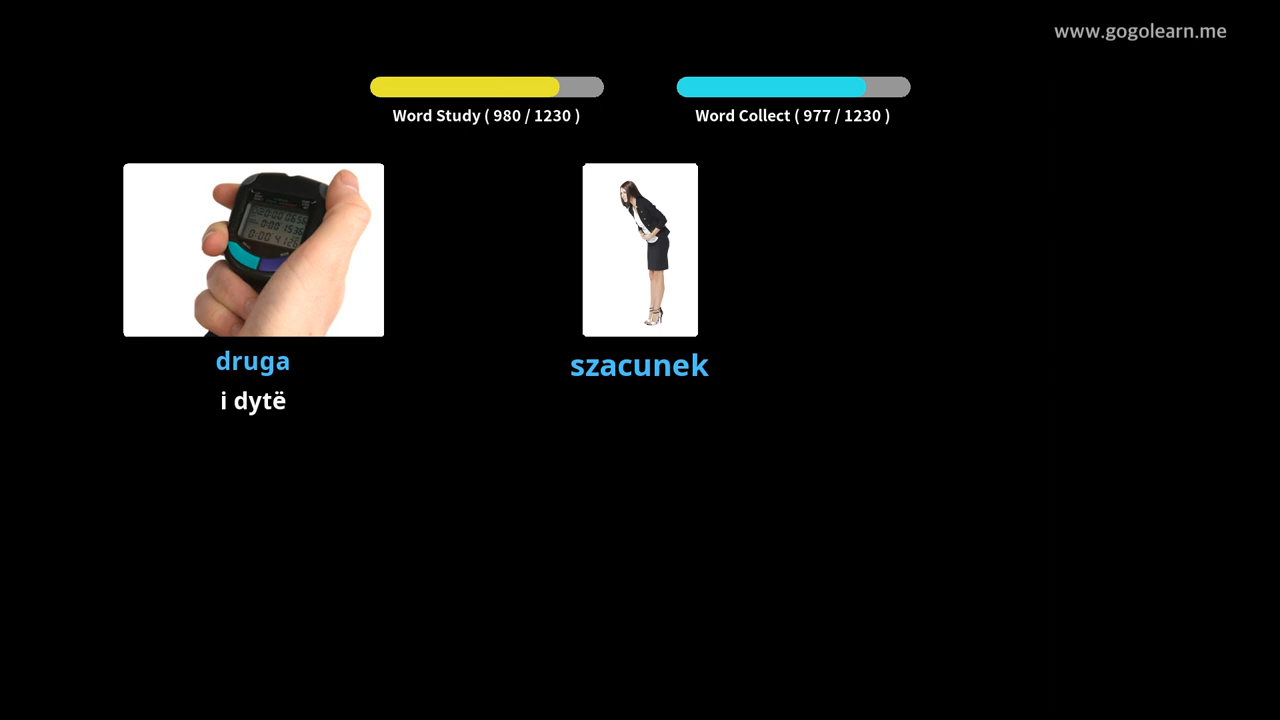 www.gogolearn.me
Word Study ( 980 / 1230 )
Word Collect ( 977 / 1230 )
druga
i dytë
szacunek